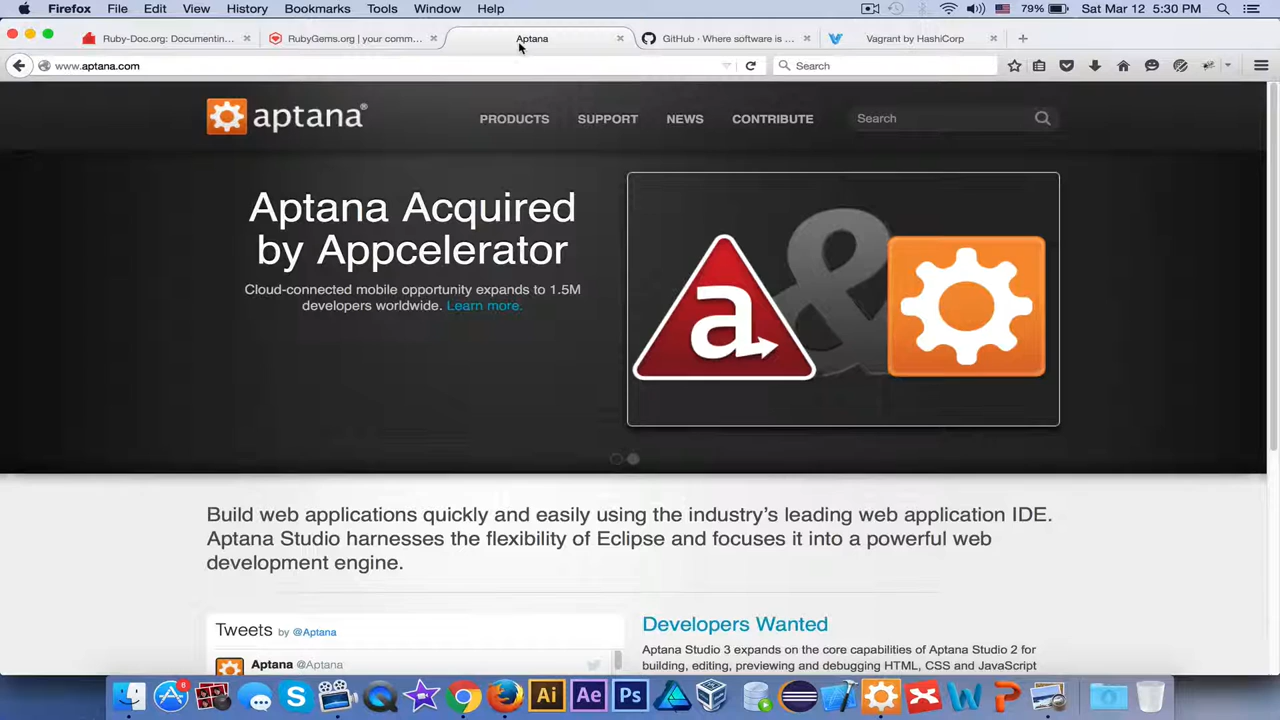 Firefox File Edit View History Bookmarks Tools Window Help 79% Sat Mar 12 5:30 PM
Ruby-Doc.org: Documentin... RubyGems.org | your comm... Aptana GitHub · Where software is ... Vagrant by HashiCorp
www.aptana.com Search
aptana® PRODUCTS SUPPORT NEWS CONTRIBUTE Search
Aptana Acquired
by Appcelerator
Cloud-connected mobile opportunity expands to 1.5M
developers worldwide. Learn more.
a &
Build web applications quickly and easily using the industry's leading web application IDE.
Aptana Studio harnesses the flexibility of Eclipse and focuses it into a powerful web
development engine.
Tweets by @Aptana
Developers Wanted
Aptana @Aptana
Aptana Studio 3 expands on the core capabilities of Aptana Studio 2 for
building, editing, previewing and debugging HTML, CSS and JavaScript
6
Ai Ae Ps
W P